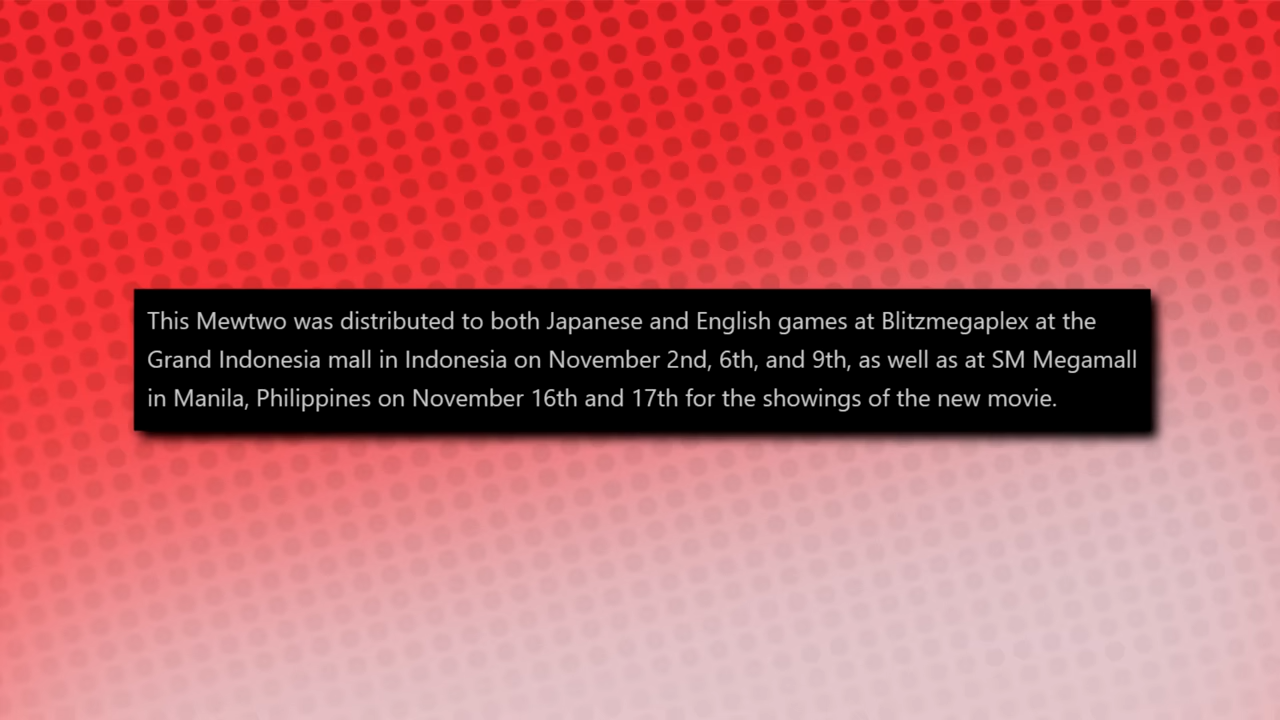 This Mewtwo was distributed to both Japanese and English games at Blitzmegaplex at the
Grand Indonesia mall in Indonesia on November 2nd, 6th, and 9th, as well as at SM Megamall
in Manila, Philippines on November 16th and 17th for the showings of the new movie.